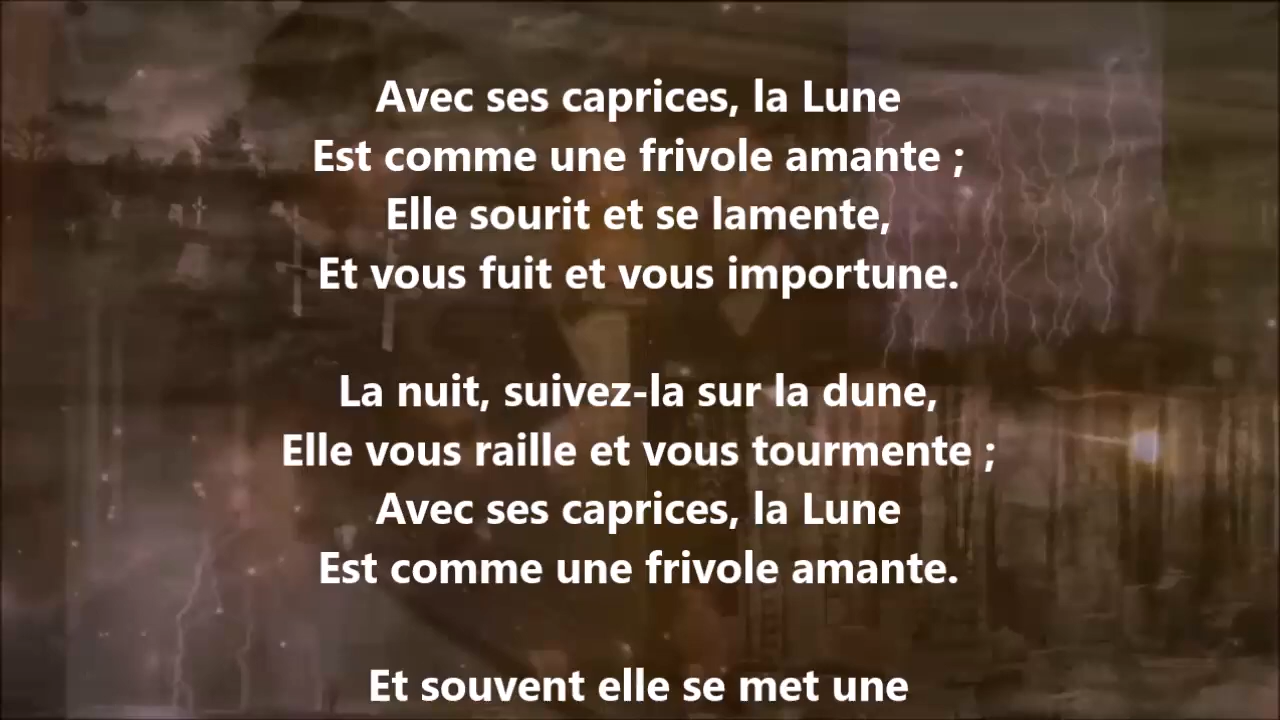 Avec ses caprices, la Lune
Est comme une frivole amante ;
Elle sourit et se lamente,
Et vous fuit et vous importune.
La nuit, suivez-la sur la dune,
Elle vous raille et vous tourmente ;
Avec ses caprices, la Lune
Est comme une frivole amante.
Et souvent elle se met une